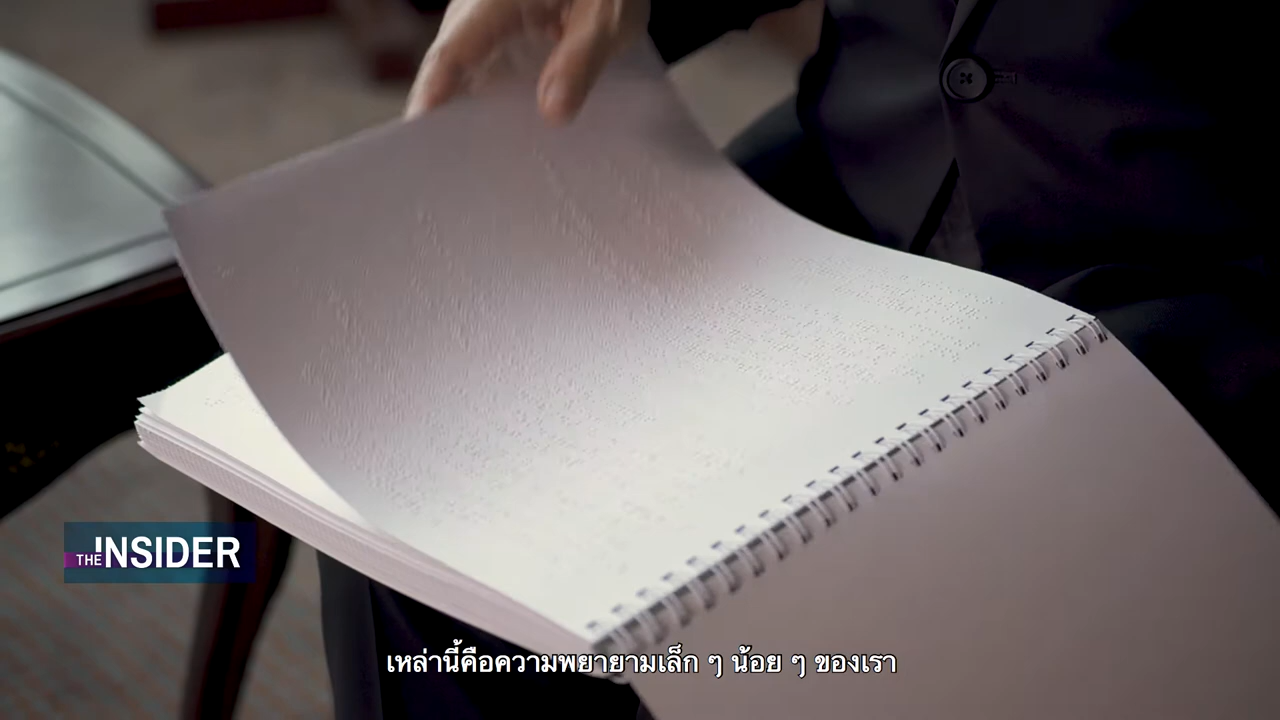 THE INSIDER
เหล่านี้คือความพยายามเล็ก ๆ น้อย ๆ ของเรา